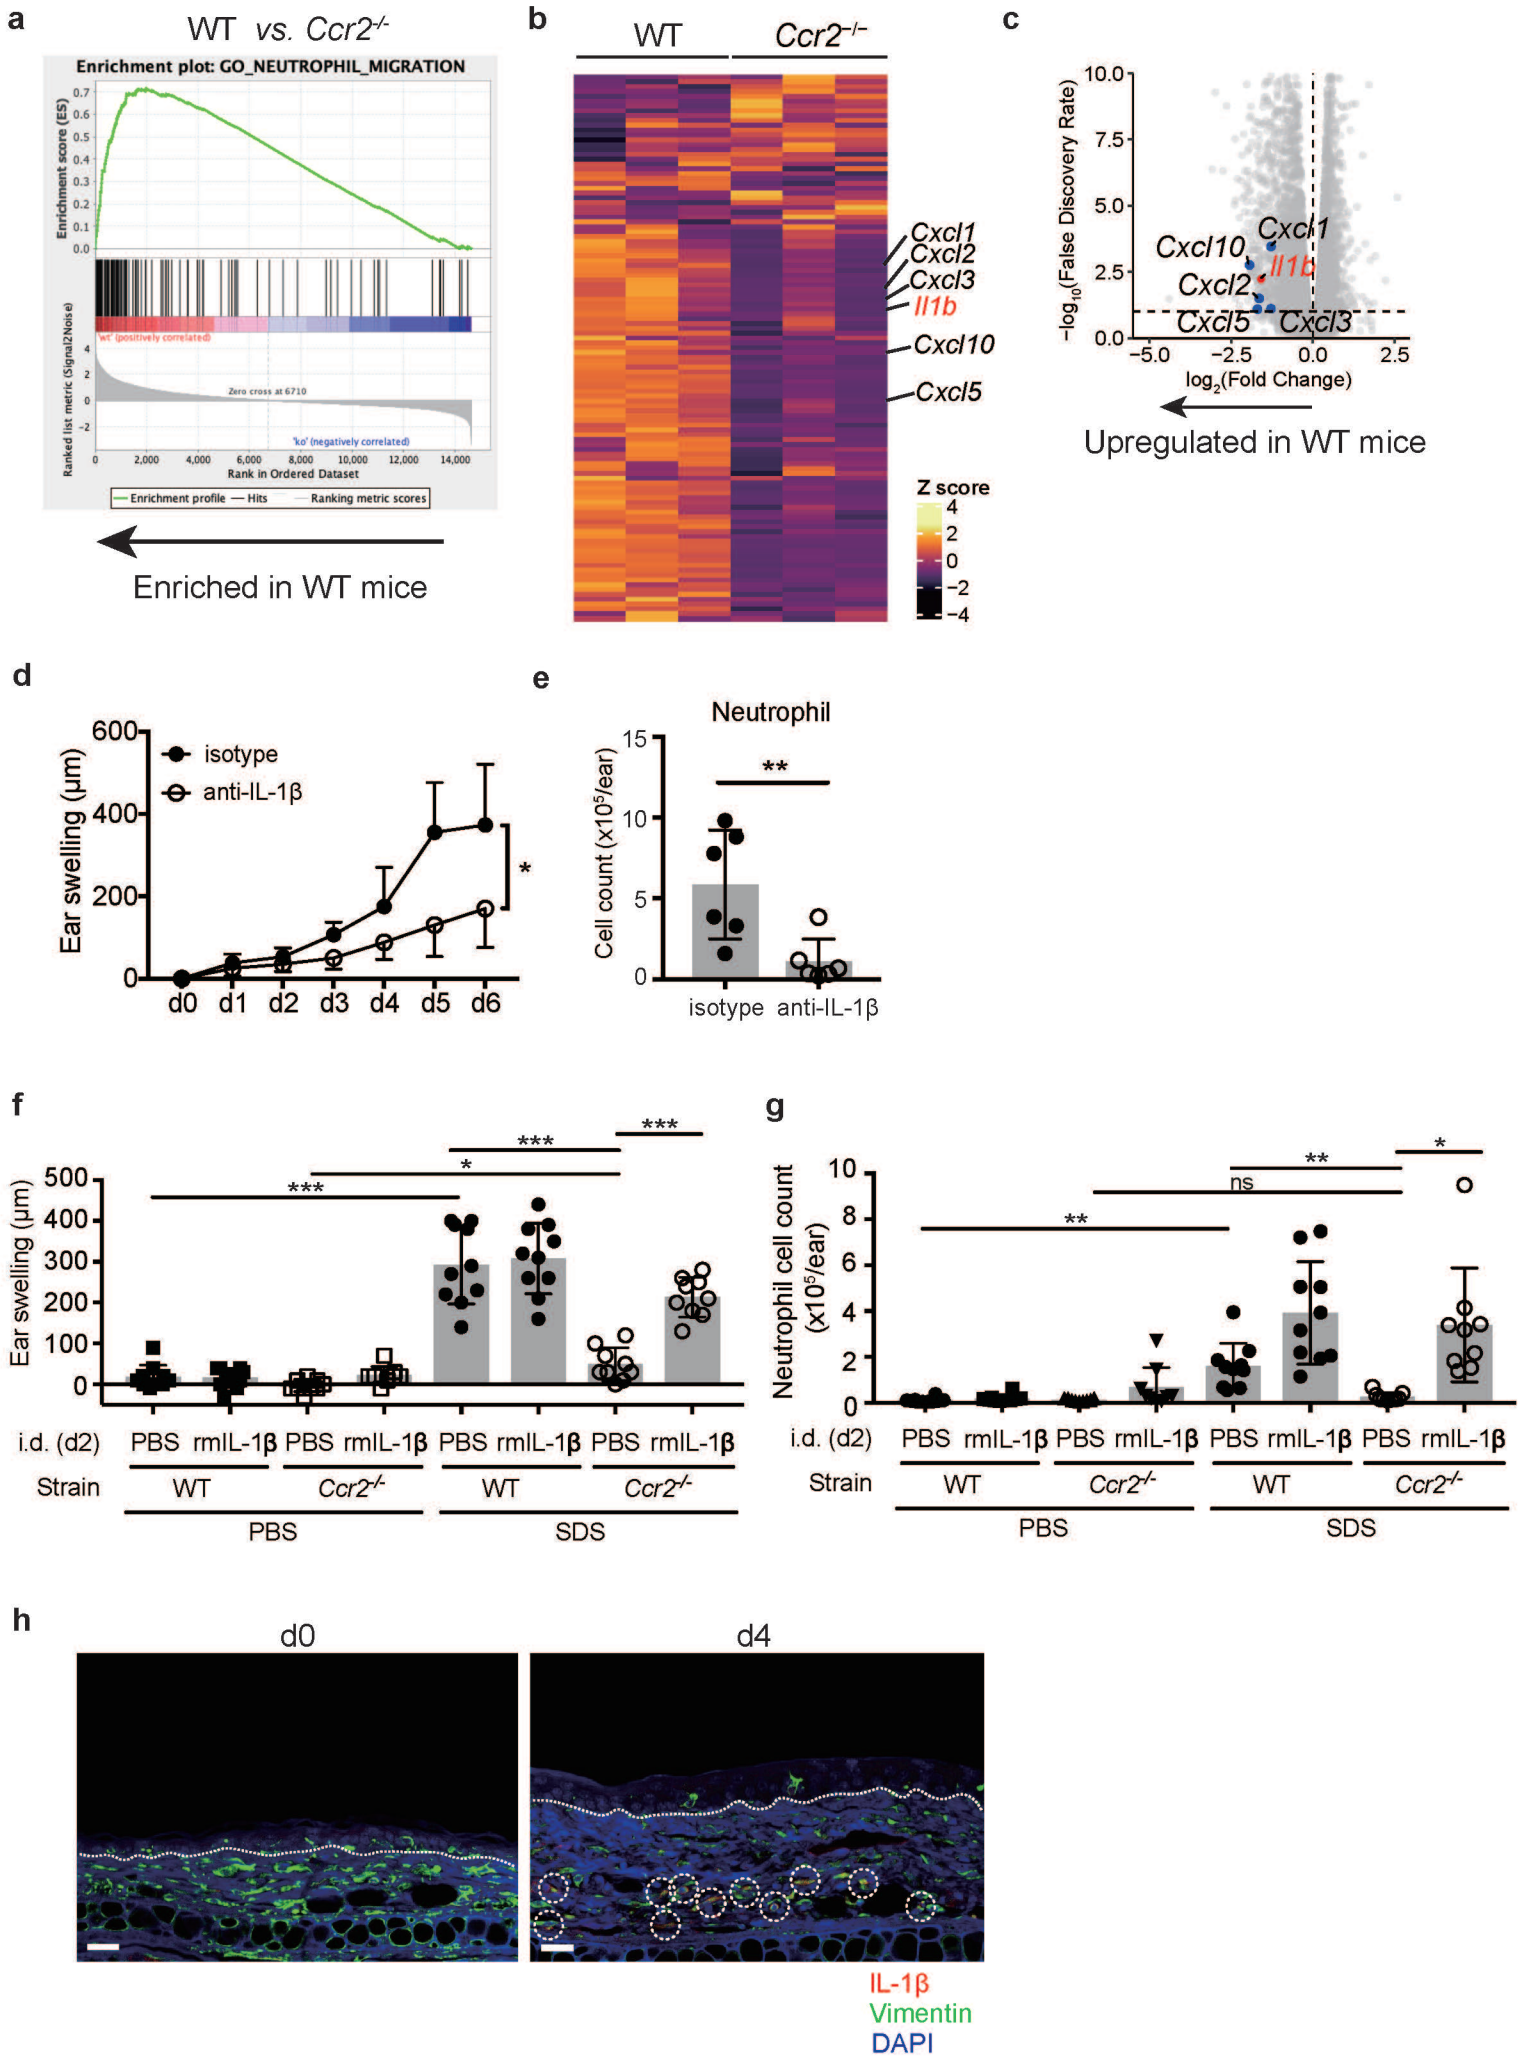 a
WT vs. Ccr2-/-
Enrichment plot: GO_NEUTROPHIL_MIGRATION
Enrichment score (ES)
0.7
0.6
0.5
0.4
0.3
0.2
0.1
0.0
'wt' (positively correlated)
Ranked list metric (Signal2Noise)
4
2
0
−2
Zero cross at 6710
'ko' (negatively correlated)
0 2,000 4,000 6,000 8,000 10,000 12,000 14,000
Rank in Ordered Dataset
Enrichment profile Hits Ranking metric scores
Enriched in WT mice
b
WT Ccr2−/−
Cxcl1
Cxcl2
Cxcl3
Il1b
Cxcl10
Cxcl5
Z score
4
2
0
−2
−4
c
−log10(False Discovery Rate)
10.0
7.5
5.0
2.5
0.0
Cxcl1
Cxcl10
Il1b
Cxcl2
Cxcl5 Cxcl3
−5.0 −2.5 0.0 2.5
log2(Fold Change)
Upregulated in WT mice
d
Ear swelling (μm)
600
400
200
0
isotype
anti-IL-1β
*
d0 d1 d2 d3 d4 d5 d6
e
Neutrophil
Cell count (x10⁵/ear)
15
10
5
0
**
isotype anti-IL-1β
f
Ear swelling (μm)
500
400
300
200
100
0
***
***
*
***
i.d. (d2) PBS rmIL-1β PBS rmIL-1β PBS rmIL-1β PBS rmIL-1β
Strain WT Ccr2-/- WT Ccr2-/-
PBS SDS
g
Neutrophil cell count
(x10⁵/ear)
10
8
6
4
2
0
*
**
ns
**
i.d. (d2) PBS rmIL-1β PBS rmIL-1β PBS rmIL-1β PBS rmIL-1β
Strain WT Ccr2-/- WT Ccr2-/-
PBS SDS
h
d0 d4
IL-1β
Vimentin
DAPI